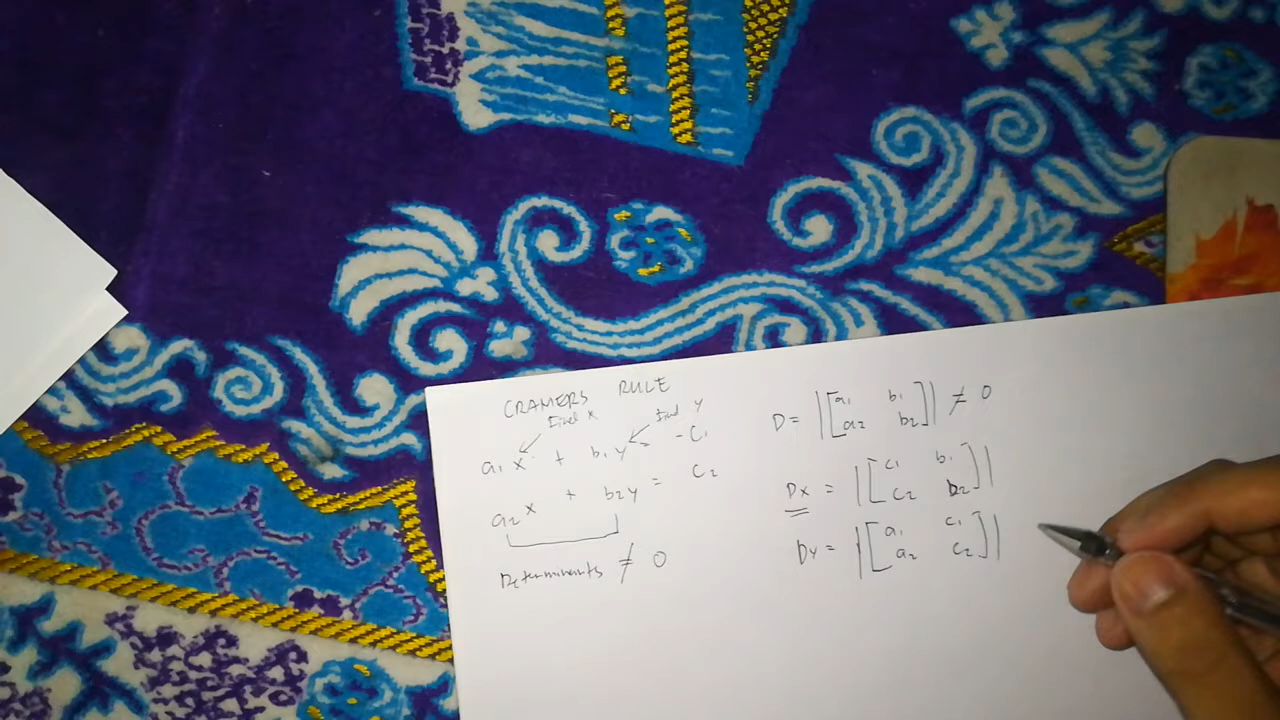 CRAMERS RULE
Find x Find y
a₁ x + b₁ y = C₁
a₂ x + b₂ y = C₂
Determinants ≠ 0
D = |[a₁ b₁
a₂ b₂]| ≠ 0
Dx = |[c₁ b₁
c₂ b₂]|
Dy = |[a₁ c₁
a₂ c₂]|